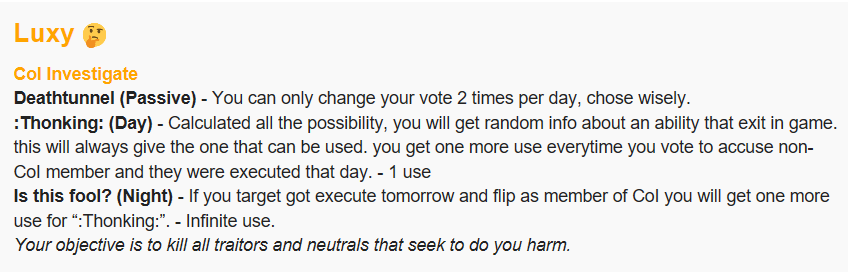 Luxy 🤔
CoI Investigate
Deathtunnel (Passive) - You can only change your vote 2 times per day, chose wisely.
:Thonking: (Day) - Calculated all the possibility, you will get random info about an ability that exit in game.
this will always give the one that can be used. you get one more use everytime you vote to accuse non-
CoI member and they were executed that day. - 1 use
Is this fool? (Night) - If you target got execute tomorrow and flip as member of CoI you will get one more
use for “:Thonking:”. - Infinite use.
Your objective is to kill all traitors and neutrals that seek to do you harm.